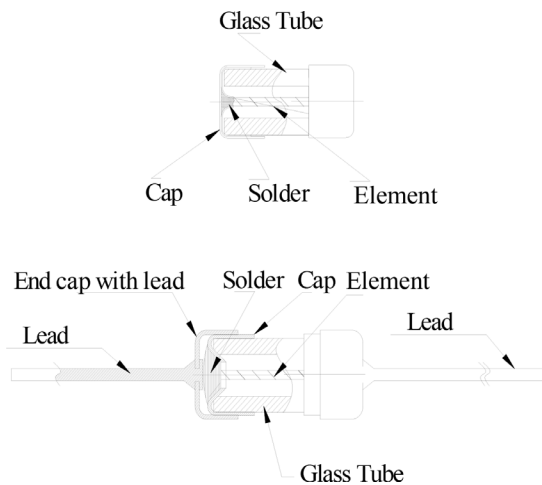 Glass Tube
Cap
Solder
Element
End cap with lead
Solder
Cap
Element
Lead
Lead
Glass Tube